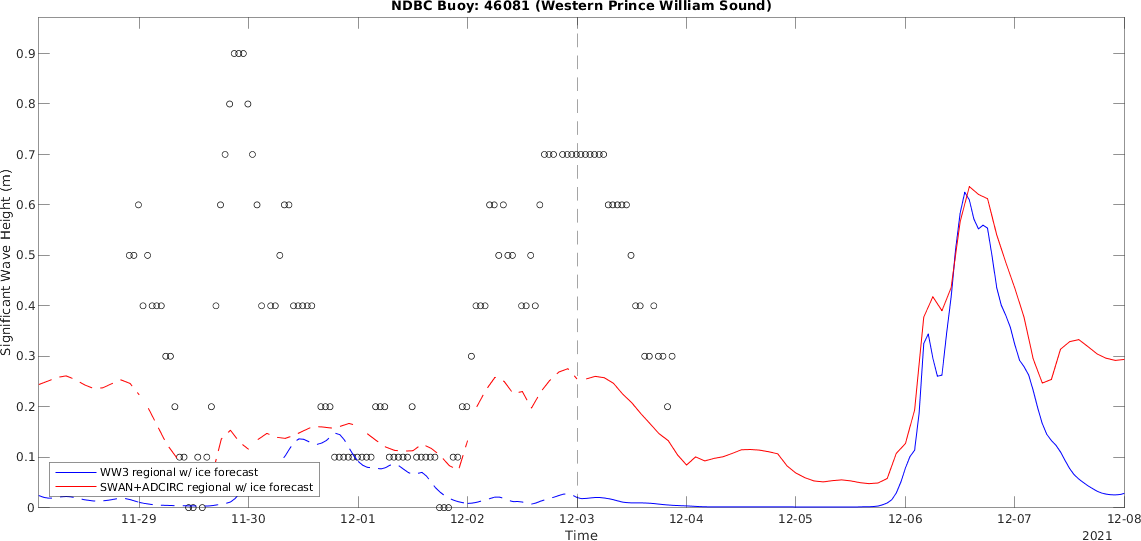 NDBC Buoy: 46081 (Western Prince William Sound)
Significant Wave Height (m)
0.9
0.8
0.7
0.6
0.5
0.4
0.3
0.2
0.1
0
WW3 regional w/ ice forecast
SWAN+ADCIRC regional w/ ice forecast
11-29 11-30 12-01 12-02 12-03 12-04 12-05 12-06 12-07 12-08
Time
2021